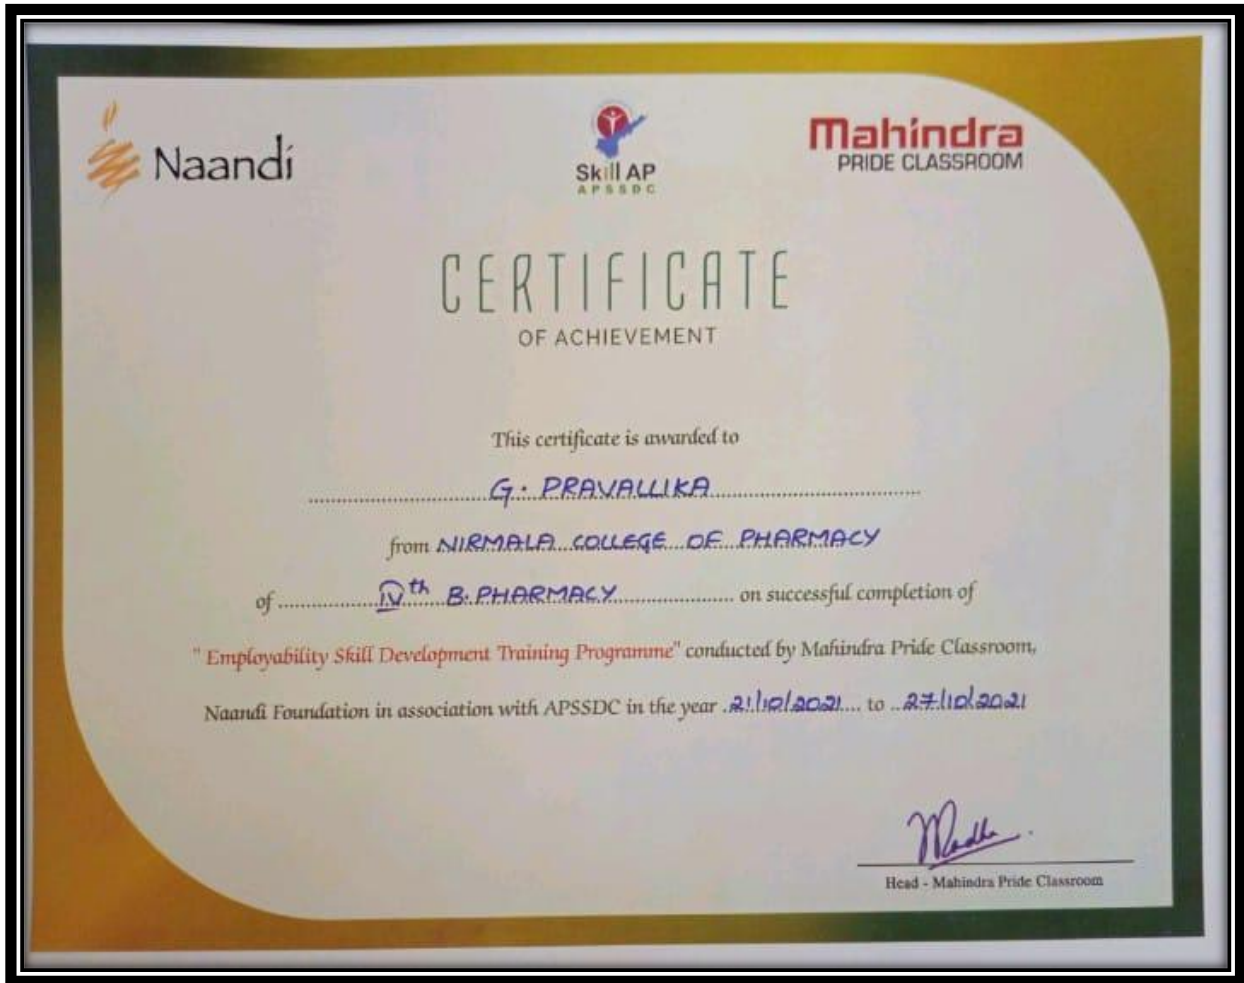 Naandi
Skill AP
APSSDC
Mahindra
PRIDE CLASSROOM
CERTIFICATE
OF ACHIEVEMENT
This certificate is awarded to
G. PRAVALLIKA
from NIRMALA COLLEGE OF PHARMACY
of IVth B. PHARMACY on successful completion of
" Employability Skill Development Training Programme" conducted by Mahindra Pride Classroom,
Naandi Foundation in association with APSSDC in the year 21/10/2021 to 27/10/2021
Head - Mahindra Pride Classroom